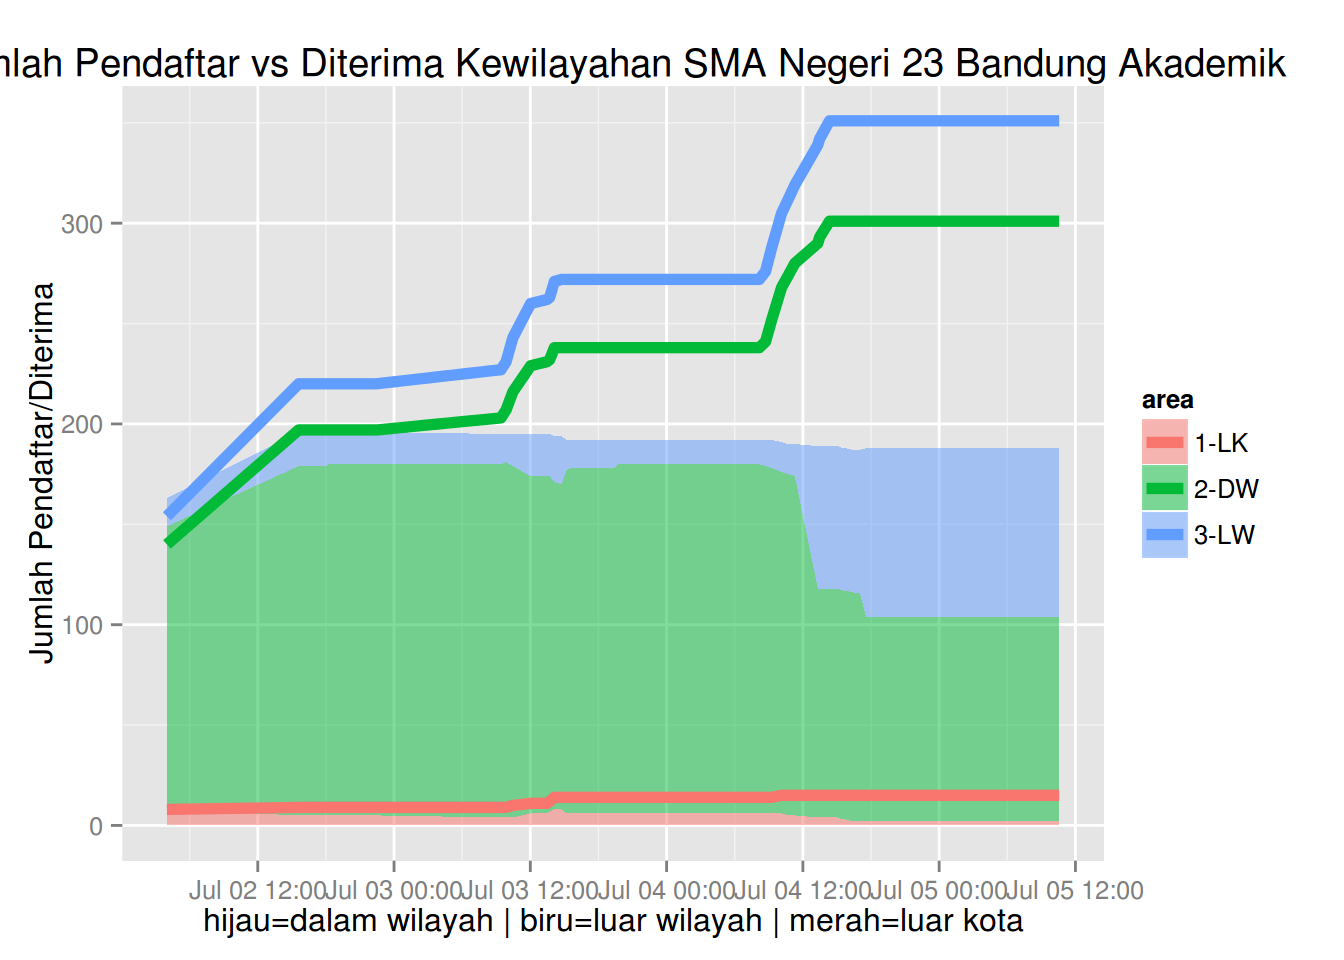 mlah Pendaftar vs Diterima Kewilayahan SMA Negeri 23 Bandung Akademik
Jumlah Pendaftar/Diterima
300
200
100
0
area
1-LK
2-DW
3-LW
Jul 02 12:00 Jul 03 00:00 Jul 03 12:00 Jul 04 00:00 Jul 04 12:00 Jul 05 00:00 Jul 05 12:00
hijau=dalam wilayah | biru=luar wilayah | merah=luar kota